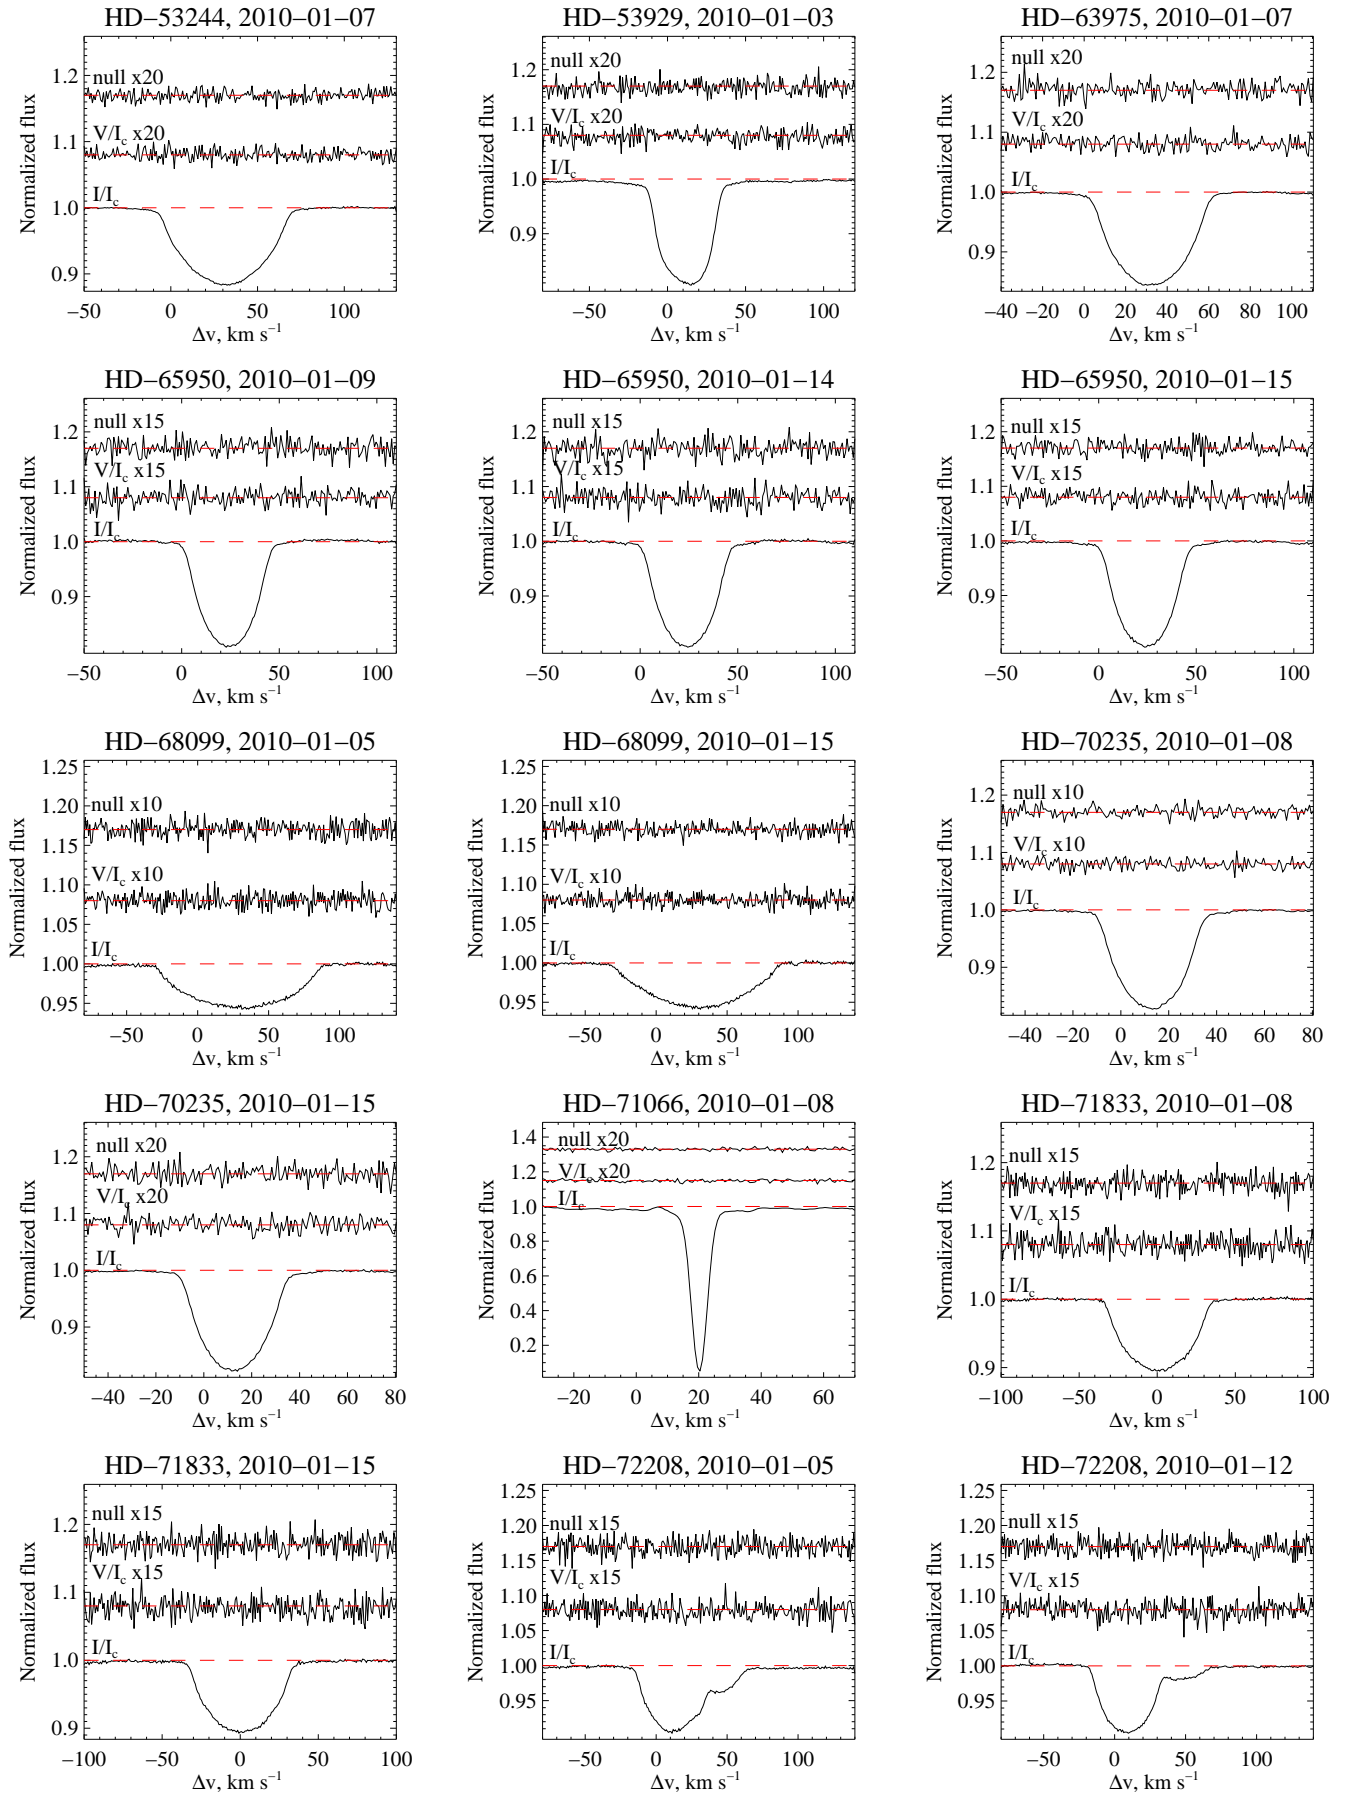 HD−53244, 2010−01−07
Normalized flux
1.2
1.1
1.0
0.9
null x20
V/Ic x20
I/Ic
−50 0 50 100
Δv, km s−1
HD−53929, 2010−01−03
Normalized flux
1.2
1.1
1.0
0.9
null x20
V/Ic x20
I/Ic
−50 0 50 100
Δv, km s−1
HD−63975, 2010−01−07
Normalized flux
1.2
1.1
1.0
0.9
null x20
V/Ic x20
I/Ic
−40 −20 0 20 40 60 80 100
Δv, km s−1
HD−65950, 2010−01−09
Normalized flux
1.2
1.1
1.0
0.9
null x15
V/Ic x15
I/Ic
−50 0 50 100
Δv, km s−1
HD−65950, 2010−01−14
Normalized flux
1.2
1.1
1.0
0.9
null x15
V/Ic x15
I/Ic
−50 0 50 100
Δv, km s−1
HD−65950, 2010−01−15
Normalized flux
1.2
1.1
1.0
0.9
null x15
V/Ic x15
I/Ic
−50 0 50 100
Δv, km s−1
HD−68099, 2010−01−05
Normalized flux
1.25
1.20
1.15
1.10
1.05
1.00
0.95
null x10
V/Ic x10
I/Ic
−50 0 50 100
Δv, km s−1
HD−68099, 2010−01−15
Normalized flux
1.25
1.20
1.15
1.10
1.05
1.00
0.95
null x10
V/Ic x10
I/Ic
−50 0 50 100
Δv, km s−1
HD−70235, 2010−01−08
Normalized flux
1.2
1.1
1.0
0.9
null x10
V/Ic x10
I/Ic
−40 −20 0 20 40 60 80
Δv, km s−1
HD−70235, 2010−01−15
Normalized flux
1.2
1.1
1.0
0.9
null x20
V/Ic x20
I/Ic
−40 −20 0 20 40 60 80
Δv, km s−1
HD−71066, 2010−01−08
Normalized flux
1.4
1.2
1.0
0.8
0.6
0.4
0.2
null x20
V/Ic x20
I/Ic
−20 0 20 40 60
Δv, km s−1
HD−71833, 2010−01−08
Normalized flux
1.2
1.1
1.0
0.9
null x15
V/Ic x15
I/Ic
−100 −50 0 50 100
Δv, km s−1
HD−71833, 2010−01−15
Normalized flux
1.2
1.1
1.0
0.9
null x15
V/Ic x15
I/Ic
−100 −50 0 50 100
Δv, km s−1
HD−72208, 2010−01−05
Normalized flux
1.25
1.20
1.15
1.10
1.05
1.00
0.95
null x15
V/Ic x15
I/Ic
−50 0 50 100
Δv, km s−1
HD−72208, 2010−01−12
Normalized flux
1.25
1.20
1.15
1.10
1.05
1.00
0.95
null x15
V/Ic x15
I/Ic
−50 0 50 100
Δv, km s−1